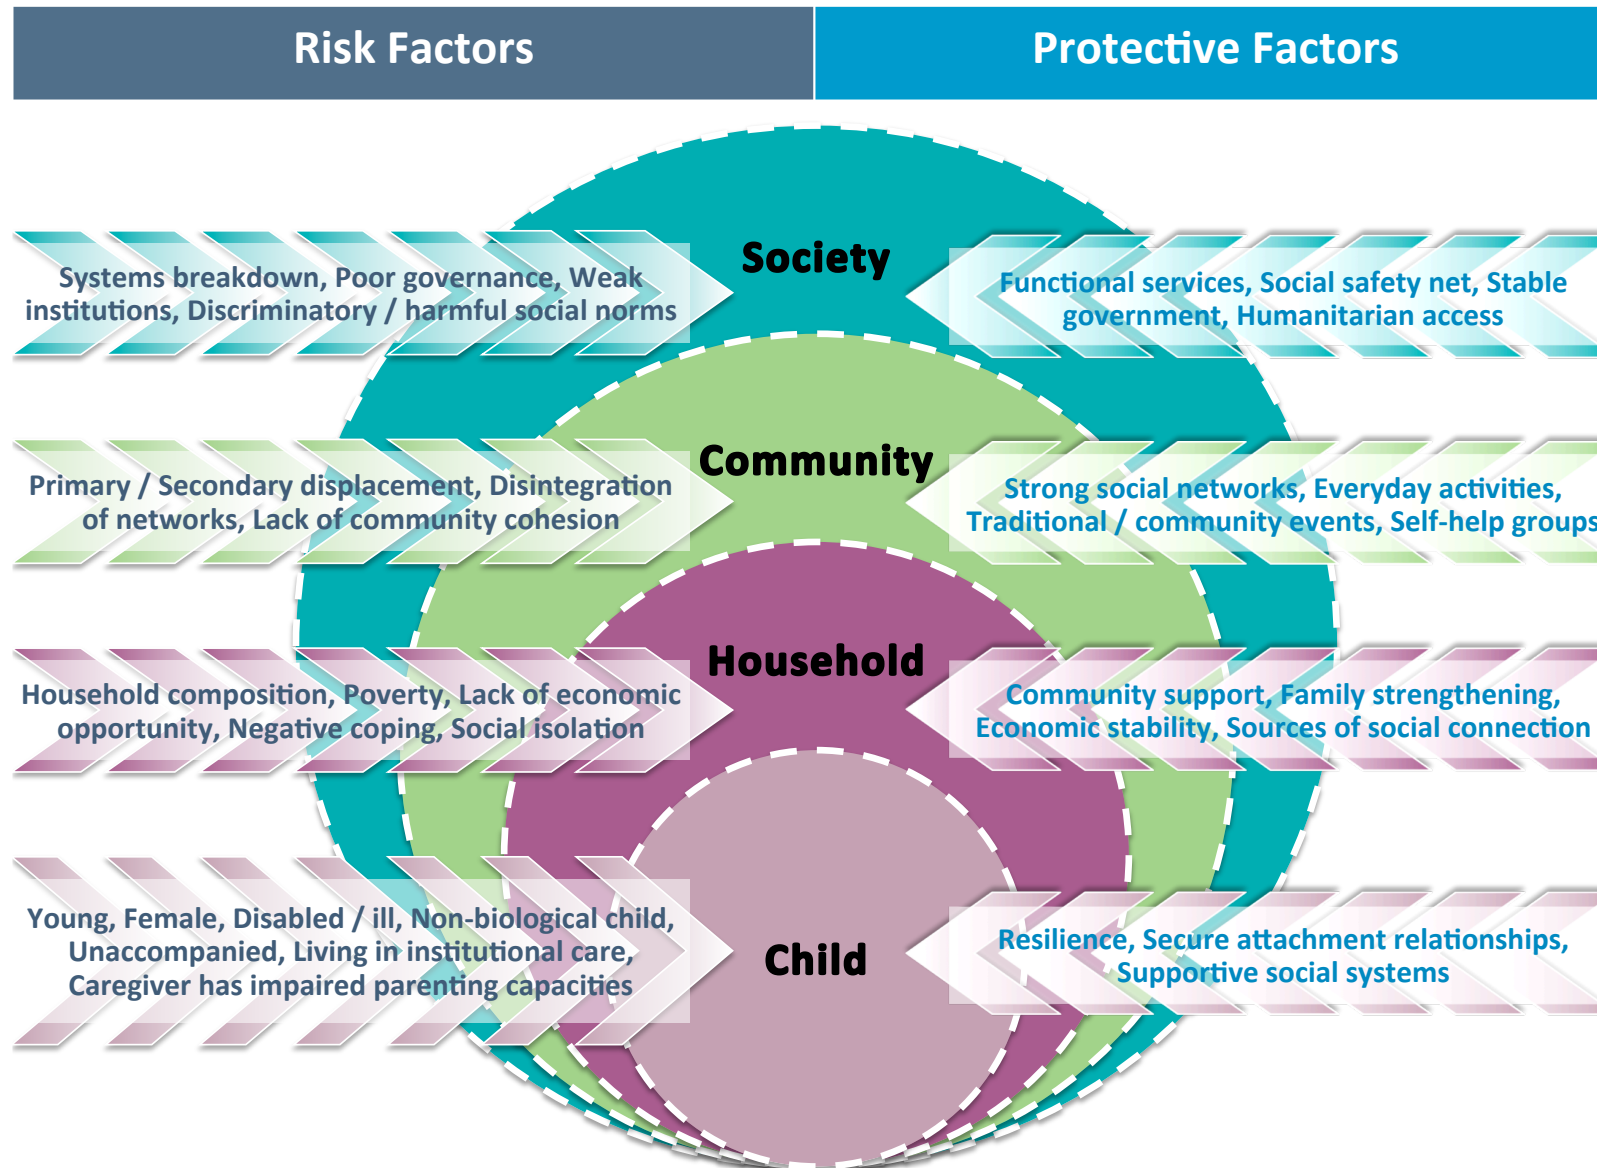 Risk Factors
Protective Factors
Society
Systems breakdown, Poor governance, Weak
institutions, Discriminatory / harmful social norms
Functional services, Social safety net, Stable
government, Humanitarian access
Community
Primary / Secondary displacement, Disintegration
of networks, Lack of community cohesion
Strong social networks, Everyday activities,
Traditional / community events, Self-help groups
Household
Household composition, Poverty, Lack of economic
opportunity, Negative coping, Social isolation
Community support, Family strengthening,
Economic stability, Sources of social connection
Child
Young, Female, Disabled / ill, Non-biological child,
Unaccompanied, Living in institutional care,
Caregiver has impaired parenting capacities
Resilience, Secure attachment relationships,
Supportive social systems